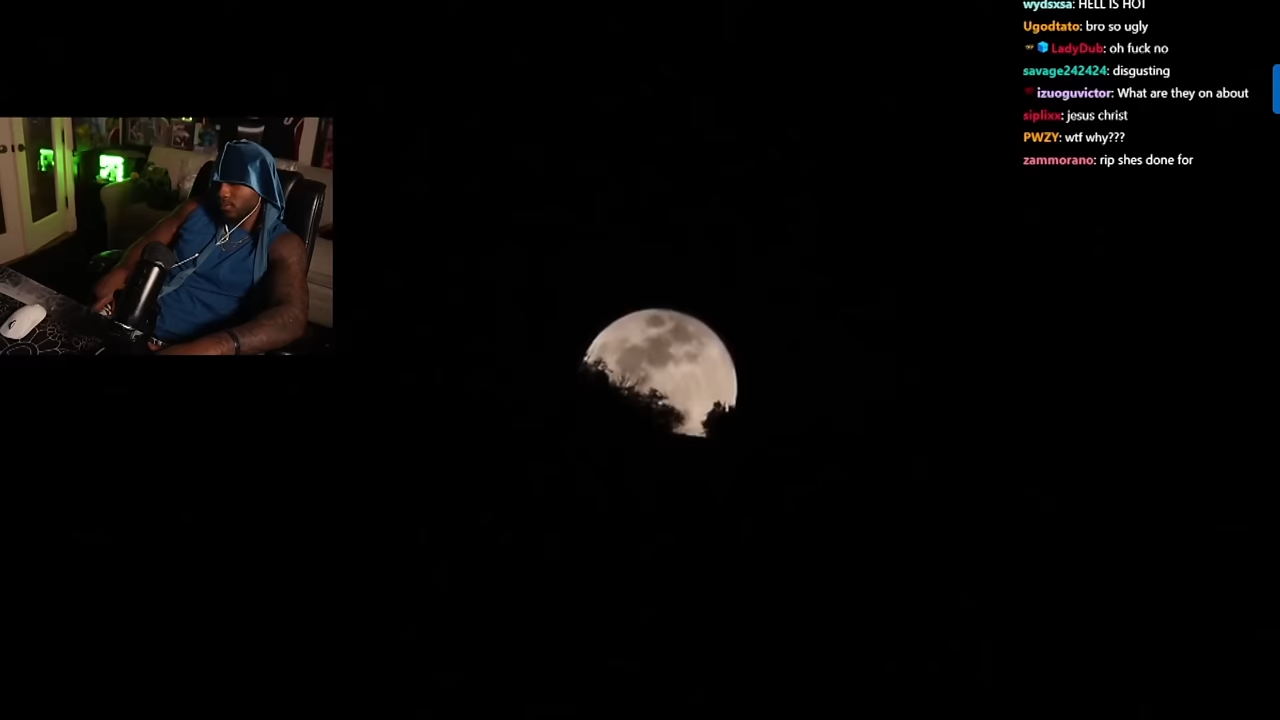 wydsxsa: HELL IS HOT
Ugodtato: bro so ugly
LadyDub: oh fuck no
savage242424: disgusting
izuoguvictor: What are they on about
siplixx: jesus christ
PWZY: wtf why???
zammorano: rip shes done for